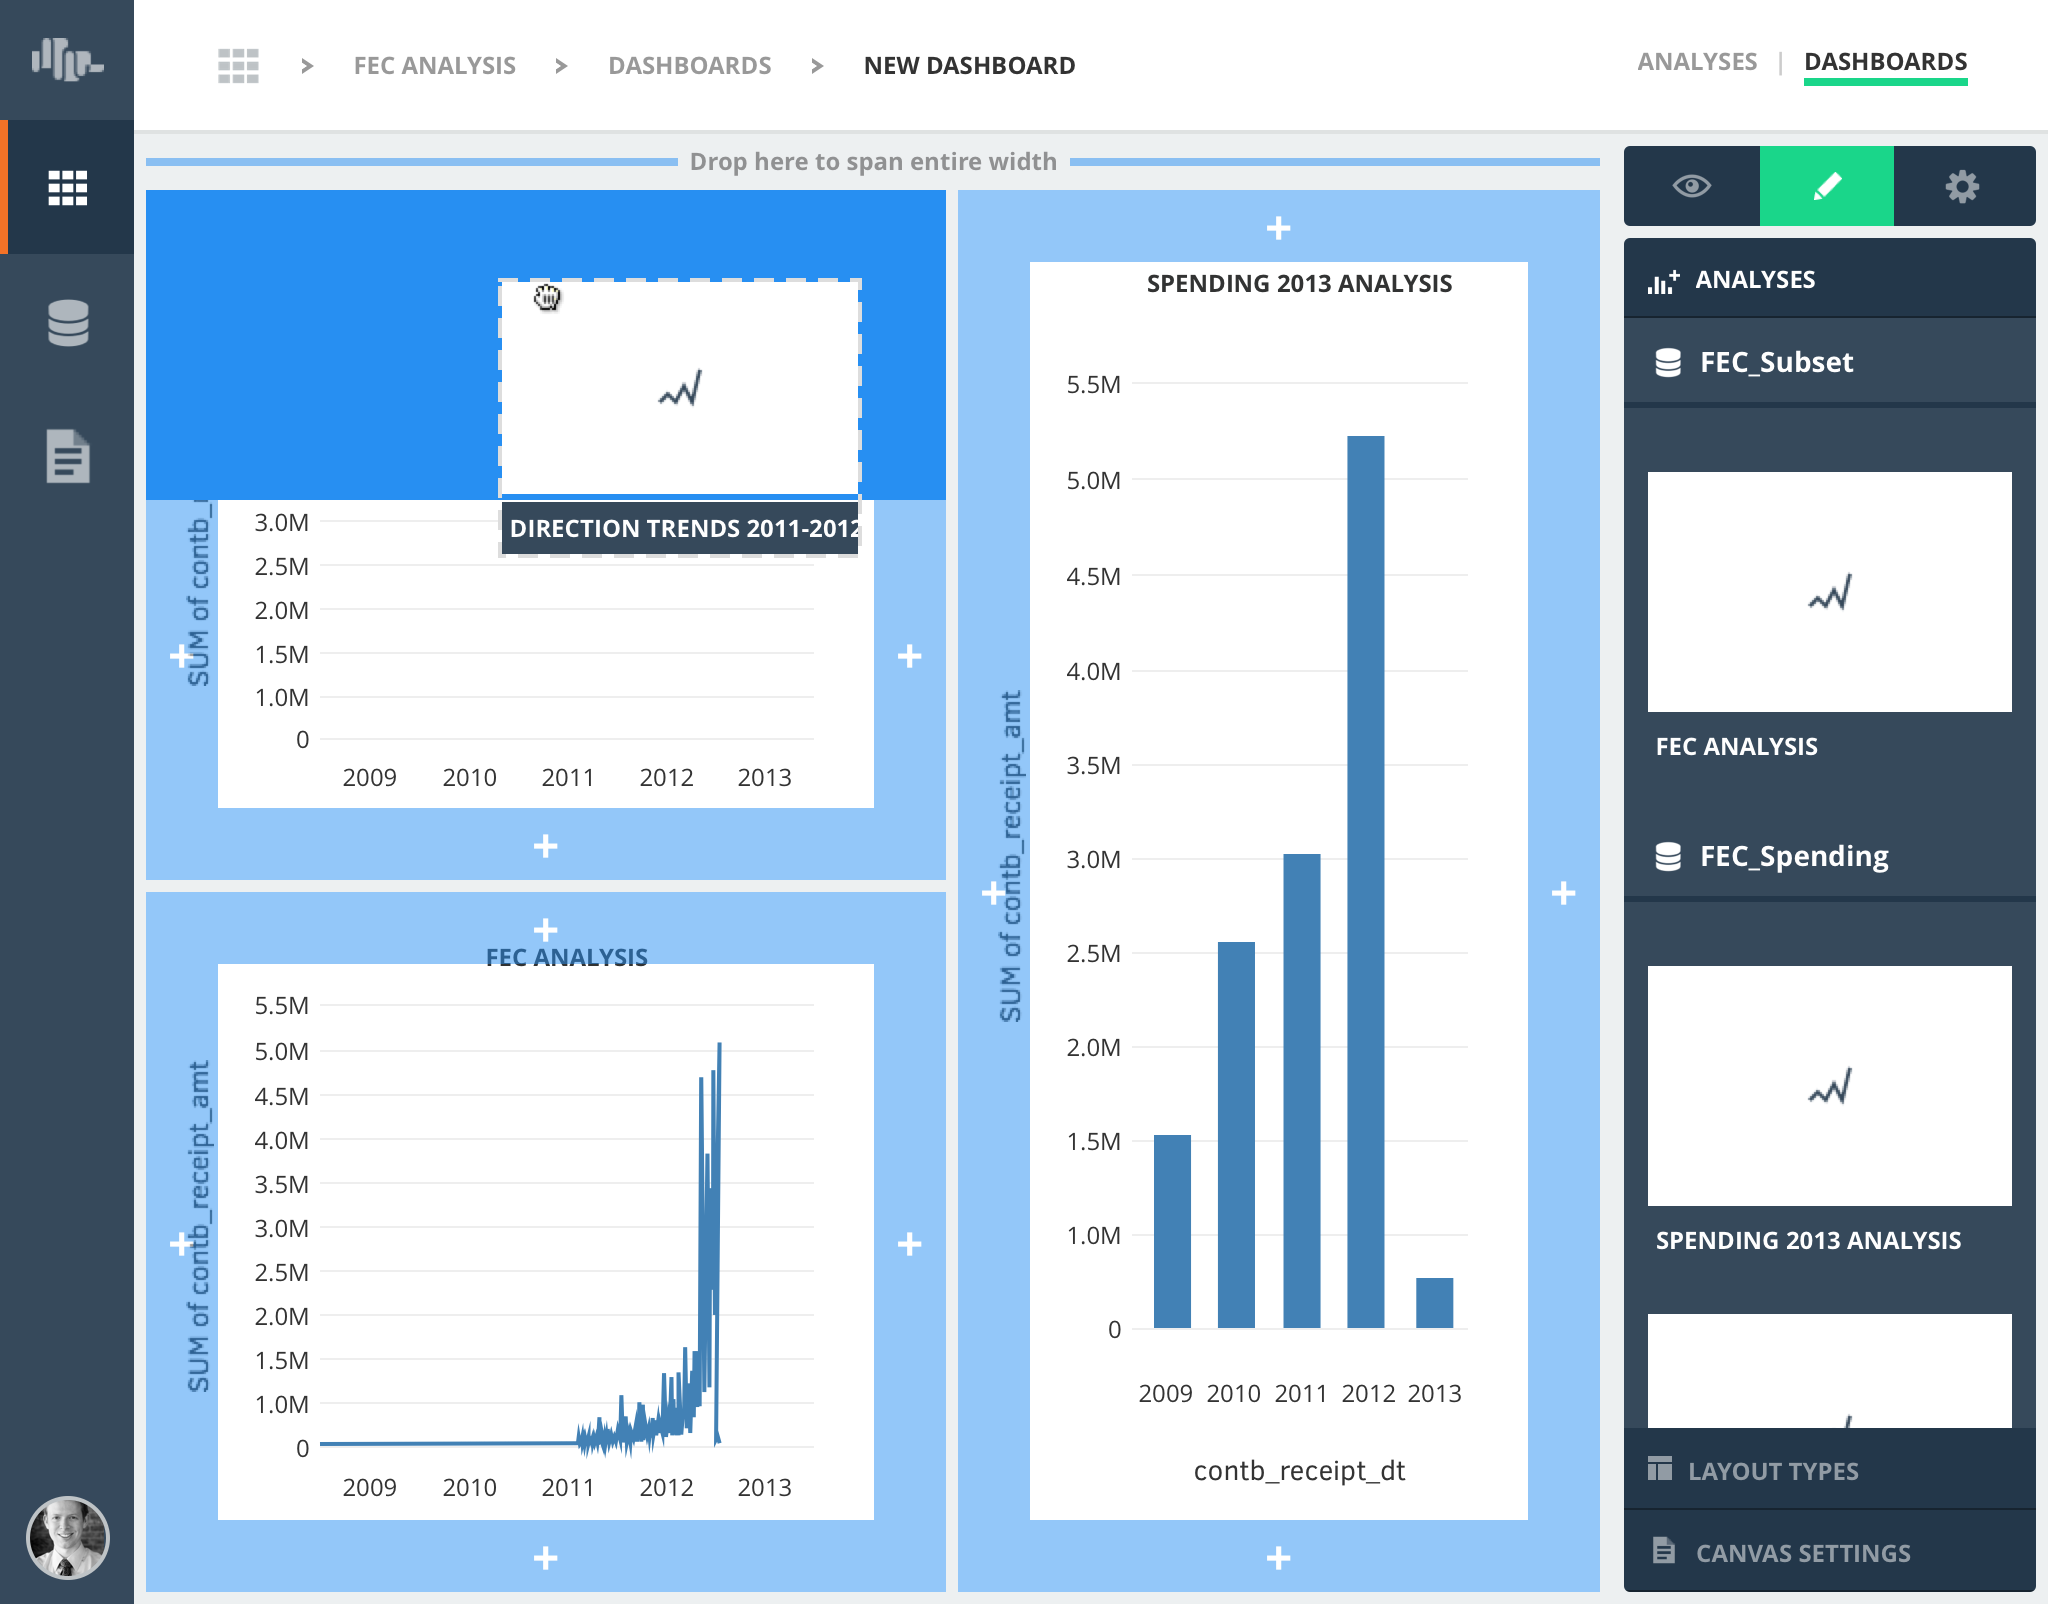 > FEC ANALYSIS > DASHBOARDS > NEW DASHBOARD
ANALYSES | DASHBOARDS
Drop here to span entire width
DIRECTION TRENDS 2011-2012
SUM of contb_
3.0M
2.5M
2.0M
1.5M
1.0M
0
2009 2010 2011 2012 2013
FEC ANALYSIS
SUM of contb_receipt_amt
5.5M
5.0M
4.5M
4.0M
3.5M
3.0M
2.5M
2.0M
1.5M
1.0M
0
2009 2010 2011 2012 2013
SPENDING 2013 ANALYSIS
SUM of contb_receipt_amt
5.5M
5.0M
4.5M
4.0M
3.5M
3.0M
2.5M
2.0M
1.5M
1.0M
0
2009 2010 2011 2012 2013
contb_receipt_dt
ANALYSES
FEC_Subset
FEC ANALYSIS
FEC_Spending
SPENDING 2013 ANALYSIS
LAYOUT TYPES
CANVAS SETTINGS